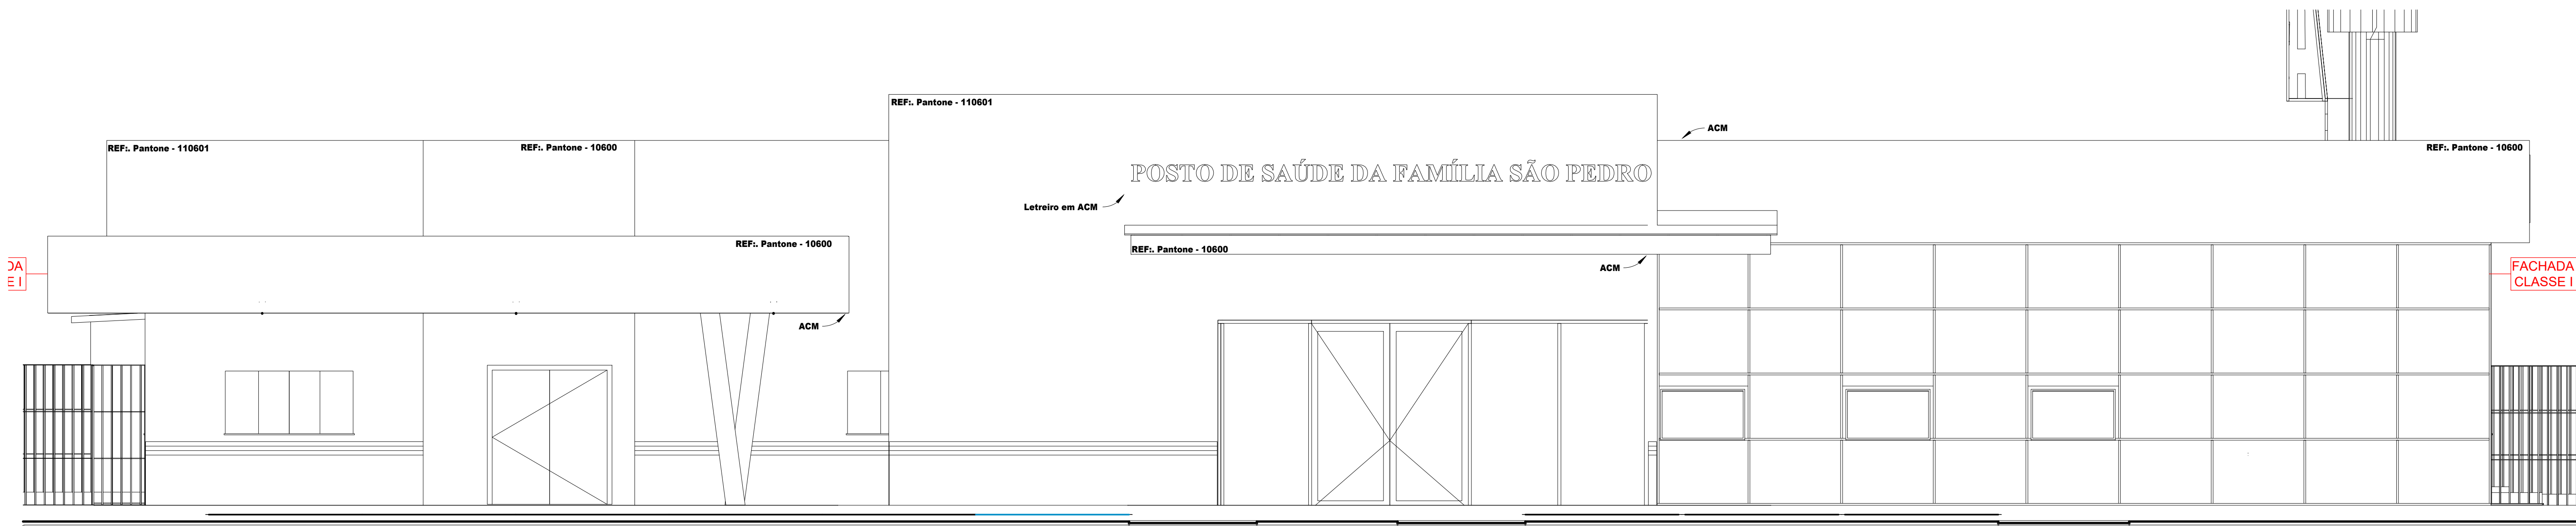 REF:. Pantone - 110601
ACM
REF:. Pantone - 110601
REF:. Pantone - 10600
REF:. Pantone - 10600
POSTO DE SAÚDE DA FAMÍLIA SÃO PEDRO
Letreiro em ACM
REF:. Pantone - 10600
REF:. Pantone - 10600
DA
E I
ACM
FACHADA
CLASSE I
ACM